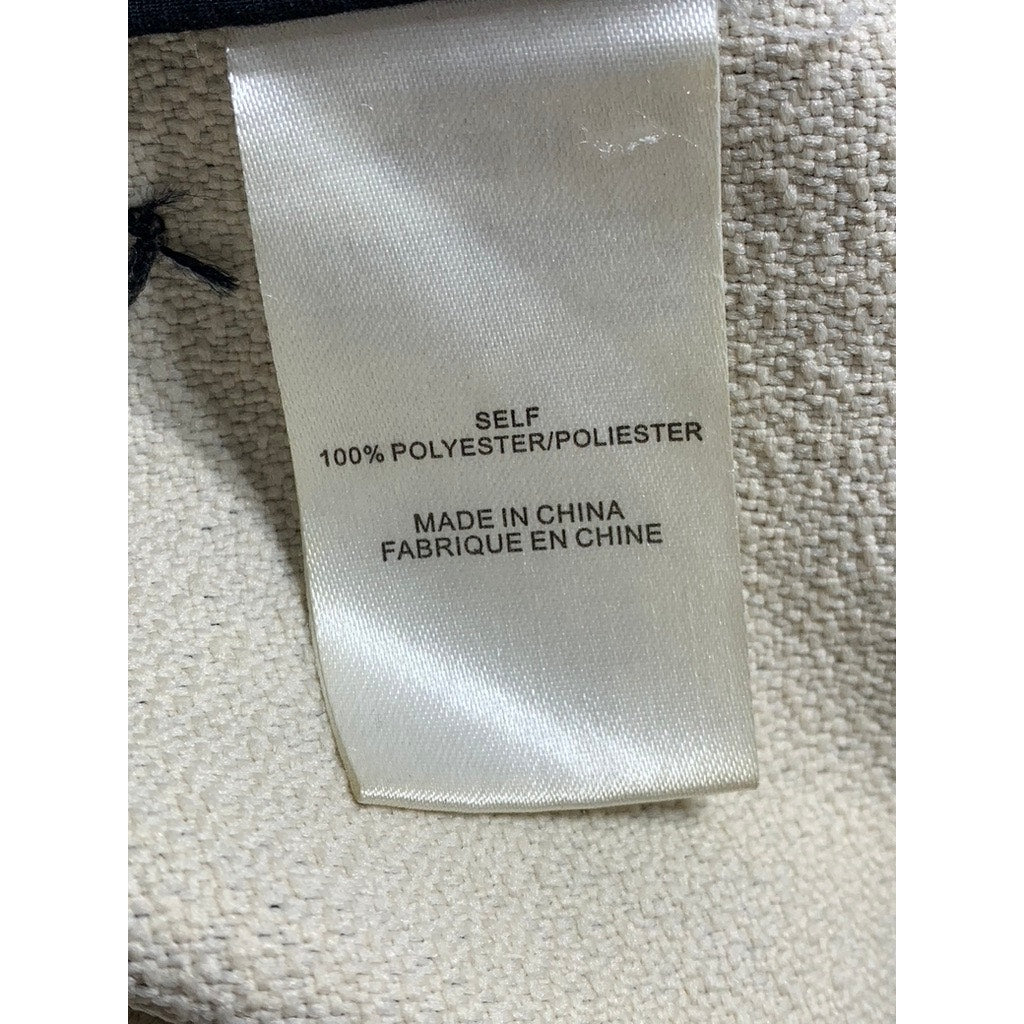 SELF
100% POLYESTER/POLIESTER
MADE IN CHINA
FABRIQUE EN CHINE